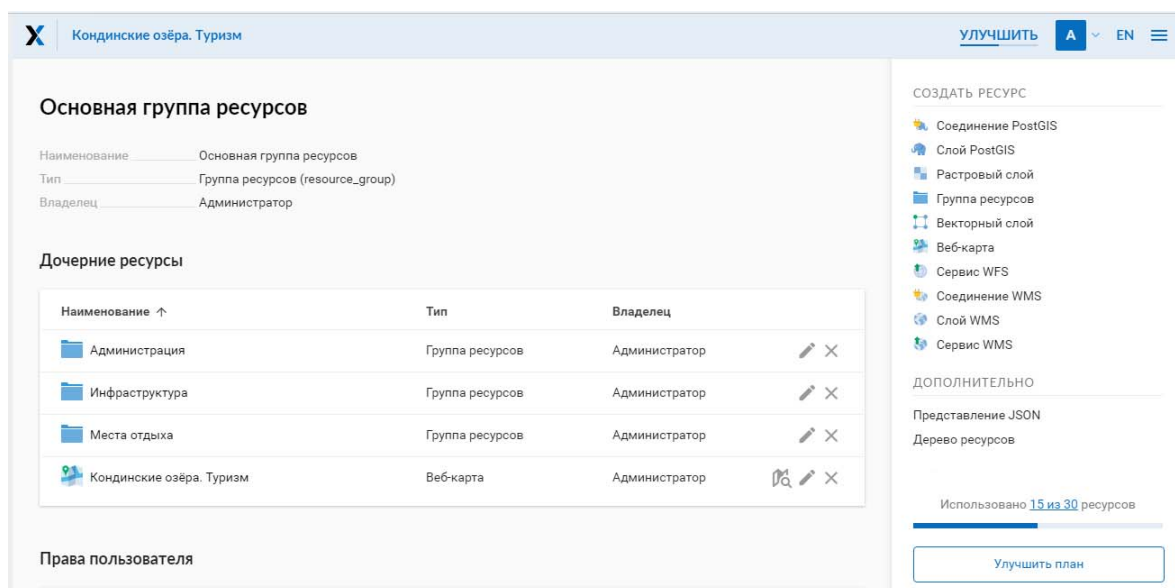 Кондинские озёра. Туризм
УЛУЧШИТЬ A EN
Основная группа ресурсов
Наименование Основная группа ресурсов
Тип Группа ресурсов (resource_group)
Владелец Администратор
Дочерние ресурсы
Наименование ↑ Тип Владелец
Администрация Группа ресурсов Администратор
Инфраструктура Группа ресурсов Администратор
Места отдыха Группа ресурсов Администратор
Кондинские озёра. Туризм Веб-карта Администратор
Права пользователя
СОЗДАТЬ РЕСУРС
Соединение PostGIS
Слой PostGIS
Растровый слой
Группа ресурсов
Векторный слой
Веб-карта
Сервис WFS
Соединение WMS
Слой WMS
Сервис WMS
ДОПОЛНИТЕЛЬНО
Представление JSON
Дерево ресурсов
Использовано 15 из 30 ресурсов
Улучшить план